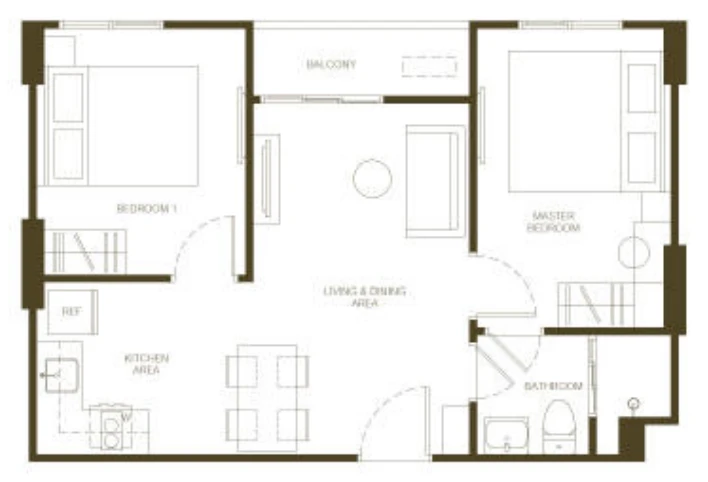 BALCONY
BEDROOM 1
MASTER
BEDROOM
LIVING & DINING
AREA
REF
KITCHEN
AREA
BATHROOM
W